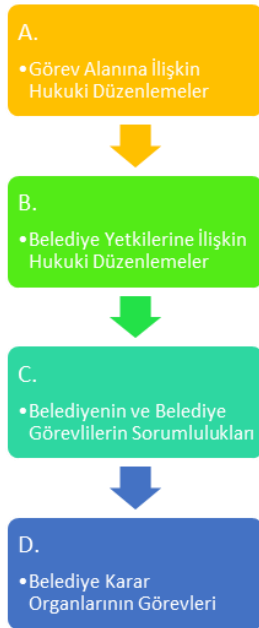 A.
•Görev Alanına İlişkin
Hukuki Düzenlemeler
B.
•Belediye Yetkilerine İlişkin
Hukuki Düzenlemeler
C.
•Belediyenin ve Belediye
Görevlilerin Sorumlulukları
D.
•Belediye Karar
Organlarının Görevleri